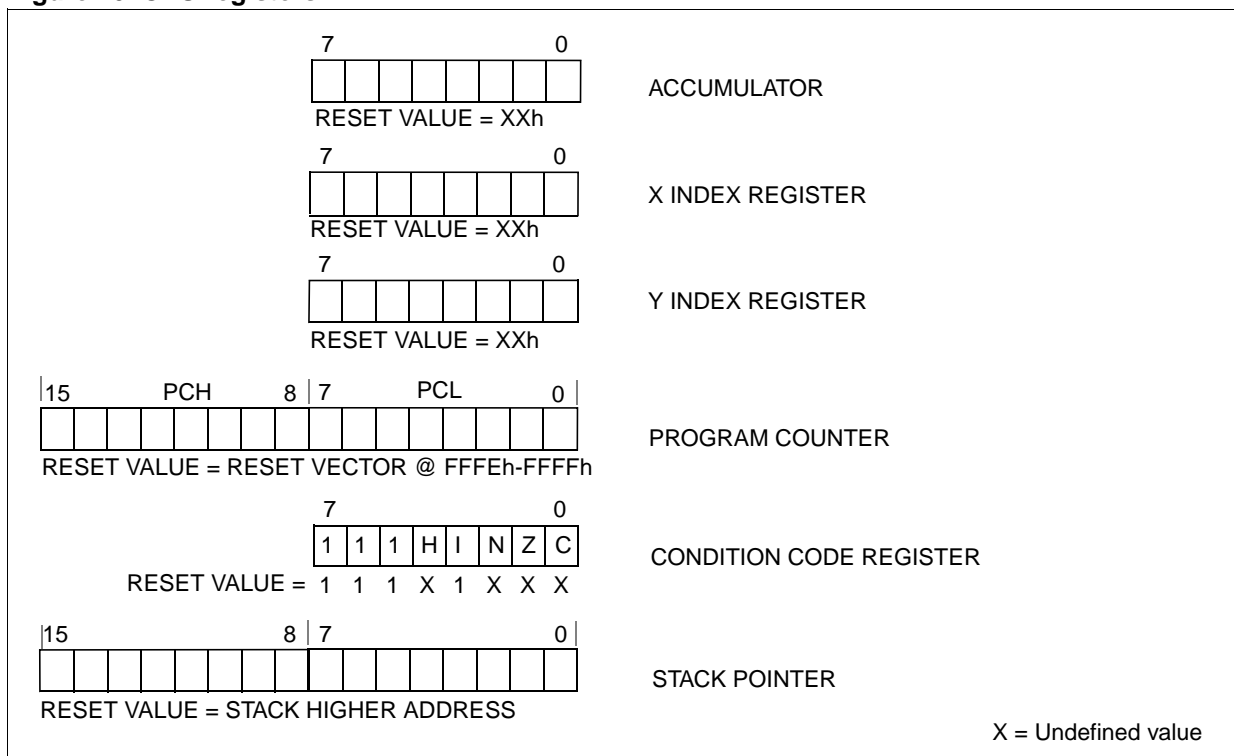 7 0
ACCUMULATOR
RESET VALUE = XXh
7 0
X INDEX REGISTER
RESET VALUE = XXh
7 0
Y INDEX REGISTER
RESET VALUE = XXh
15 PCH 8 7 PCL 0
PROGRAM COUNTER
RESET VALUE = RESET VECTOR @ FFFEh-FFFFh
7 0
1 1 1 H I N Z C
CONDITION CODE REGISTER
RESET VALUE = 1 1 1 X 1 X X X
15 8 7 0
STACK POINTER
RESET VALUE = STACK HIGHER ADDRESS
X = Undefined value